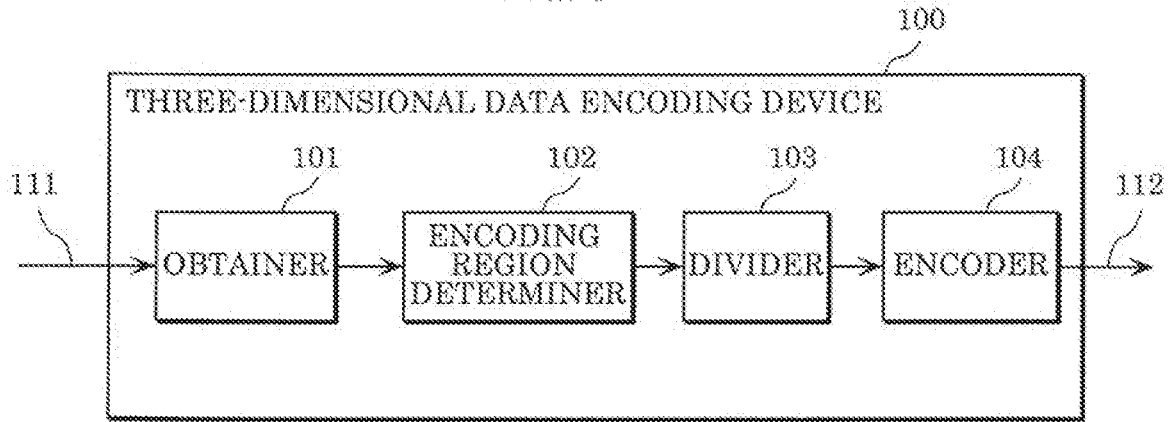 100
THREE-DIMENSIONAL DATA ENCODING DEVICE
101
102
103
104
111
112
OBTAINER
ENCODING
REGION
DETERMINER
DIVIDER
ENCODER